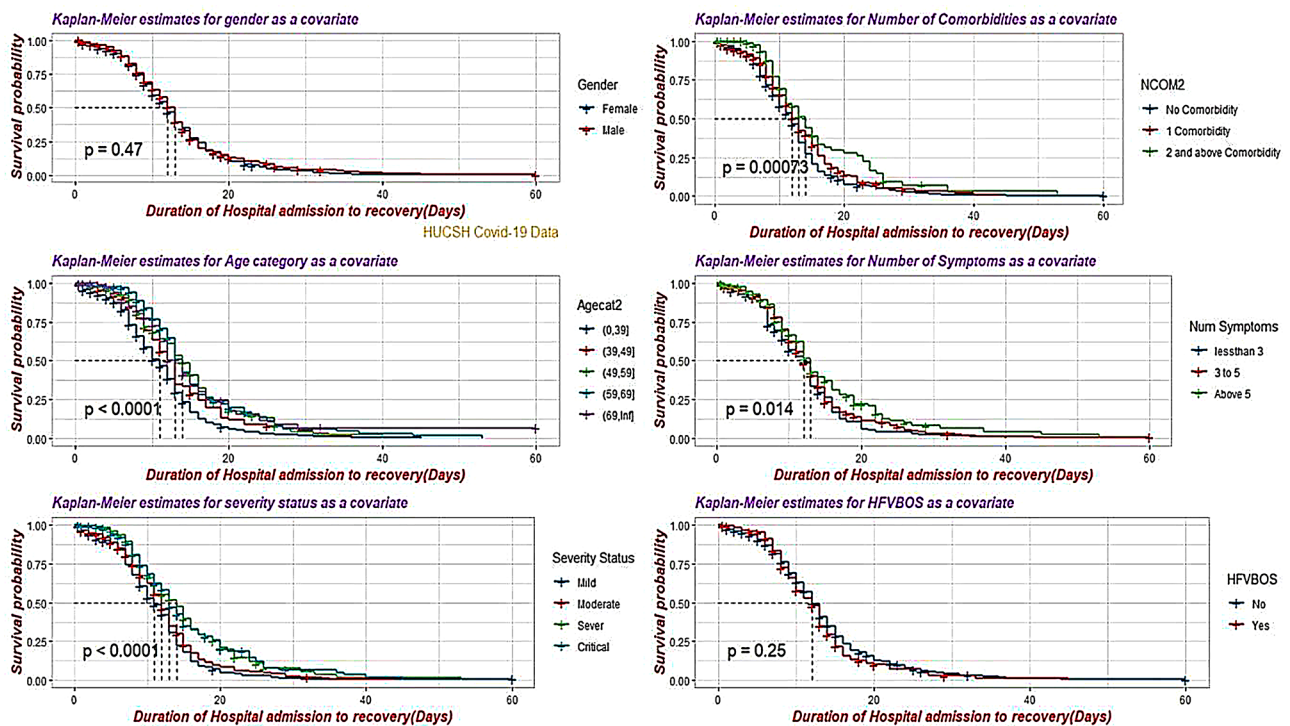 Kaplan-Meier estimates for gender as a covariate
Survival probability
1.00
0.75
0.50
0.25
0.00
p = 0.47
0
20
40
60
Duration of Hospital admission to recovery(Days)
HUCSH Covid-19 Data
Gender
Female
Male
Kaplan-Meier estimates for Number of Comorbidities as a covariate
Survival probability
1.00
0.75
0.50
0.25
0.00
p = 0.00073
0
20
40
60
Duration of Hospital admission to recovery(Days)
NCOM2
No Comorbidity
1 Comorbidity
2 and above Comorbidity
Kaplan-Meier estimates for Age category as a covariate
Survival probability
1.00
0.75
0.50
0.25
0.00
p < 0.0001
0
20
40
60
Duration of Hospital admission to recovery(Days)
Agecat2
(0,39]
(39,49]
(49,59]
(59,69]
(69,Inf]
Kaplan-Meier estimates for Number of Symptoms as a covariate
Survival probability
1.00
0.75
0.50
0.25
0.00
p = 0.014
0
20
40
60
Duration of Hospital admission to recovery(Days)
Num Symptoms
lessthan 3
3 to 5
Above 5
Kaplan-Meier estimates for severity status as a covariate
Survival probability
1.00
0.75
0.50
0.25
0.00
p < 0.0001
0
20
40
60
Duration of Hospital admission to recovery(Days)
Severity Status
Mild
Moderate
Sever
Critical
Kaplan-Meier estimates for HFVBOS as a covariate
Survival probability
1.00
0.75
0.50
0.25
0.00
p = 0.25
0
20
40
60
Duration of Hospital admission to recovery(Days)
HFVBOS
No
Yes